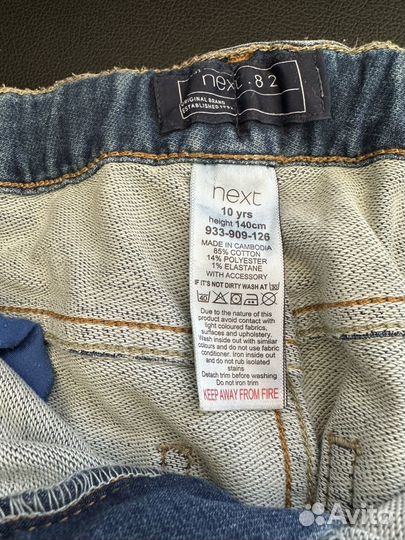 next.82
ORIGINAL BRAND
ESTABLISHED
next
10 yrs
height 140cm
933-909-126
MADE IN CAMBODIA
85% COTTON
14% POLYESTER
1% ELASTANE
WITH ACCESSORY
IF IT'S NOT DIRTY WASH AT 30
40
Due to the nature of this
product avoid contact with
light coloured fabrics,
surfaces and upholstery.
Wash inside out with similar
colours and do not use fabric
conditioner. Iron inside out
and do not rub isolated
stains
Detach trim before washing
Do not iron trim
KEEP AWAY FROM FIRE
Avito